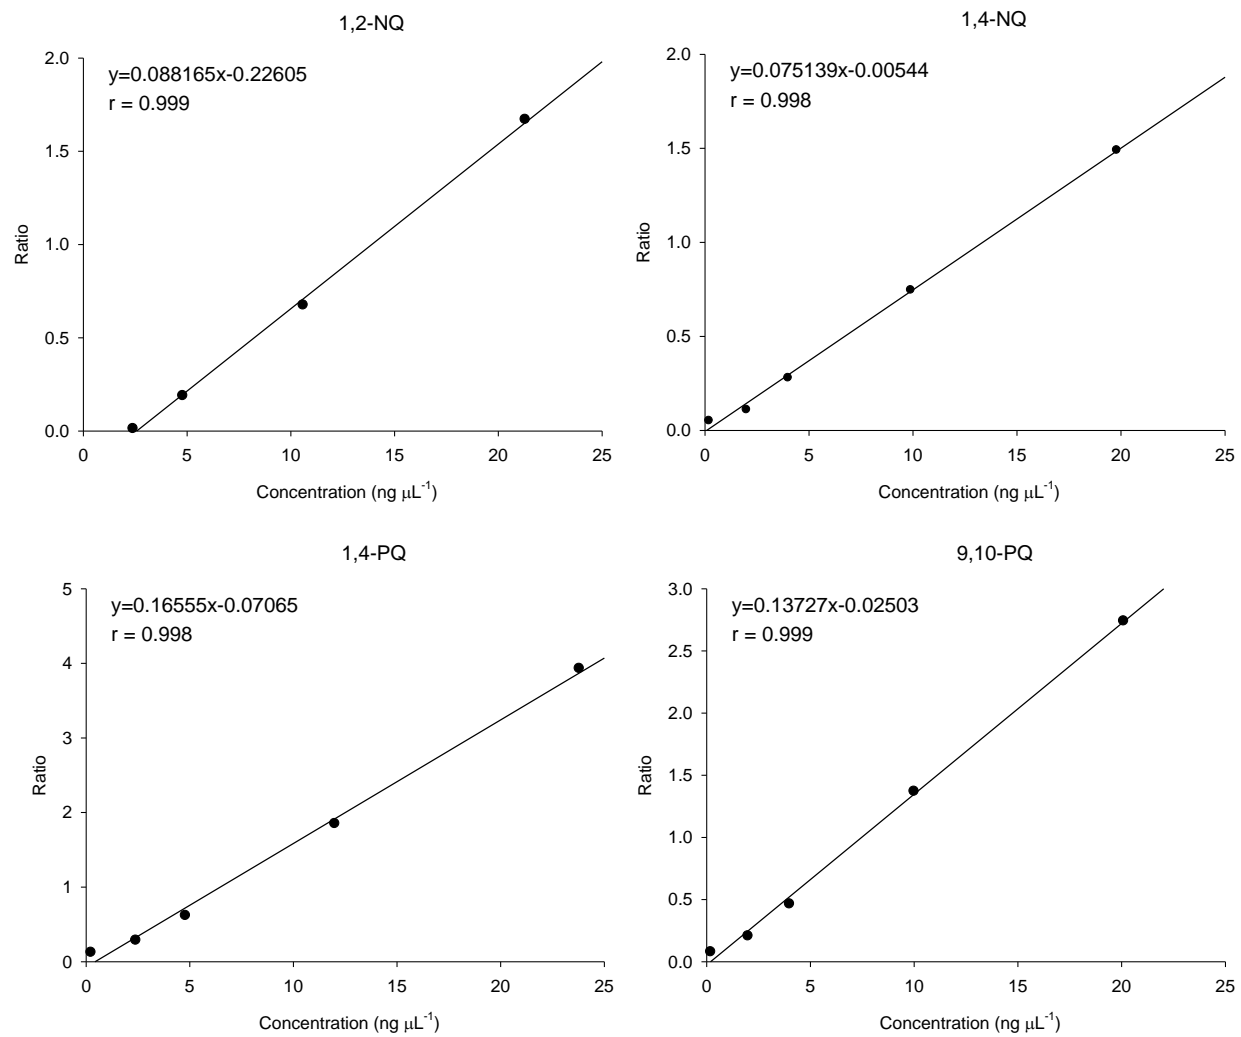 1,2-NQ
y=0.088165x-0.22605
r = 0.999
2.0
1.5
1.0
0.5
0.0
Ratio
0 5 10 15 20 25
Concentration (ng μL⁻¹)
1,4-NQ
y=0.075139x-0.00544
r = 0.998
2.0
1.5
1.0
0.5
0.0
Ratio
0 5 10 15 20 25
Concentration (ng μL⁻¹)
1,4-PQ
y=0.16555x-0.07065
r = 0.998
5
4
3
2
1
0
Ratio
0 5 10 15 20 25
Concentration (ng μL⁻¹)
9,10-PQ
y=0.13727x-0.02503
r = 0.999
3.0
2.5
2.0
1.5
1.0
0.5
0.0
Ratio
0 5 10 15 20 25
Concentration (ng μL⁻¹)